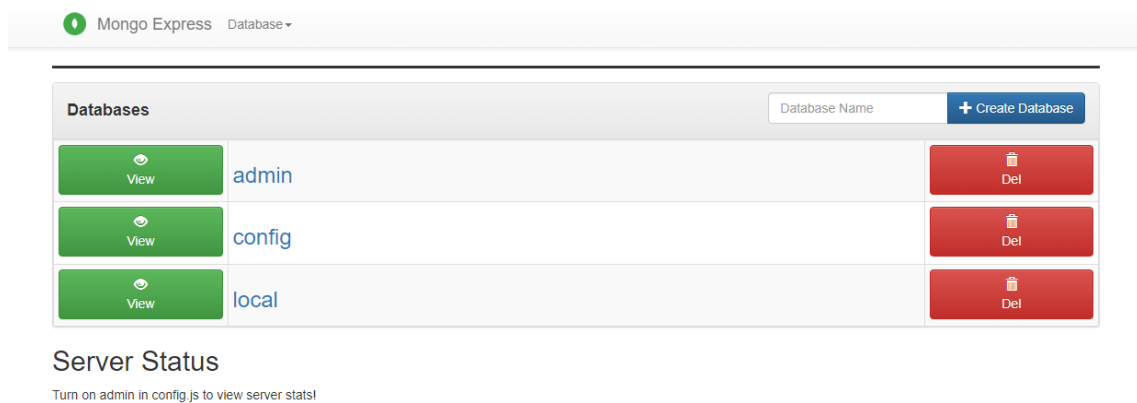 Mongo Express Database
Databases
Database Name
Create Database
View
admin
Del
View
config
Del
View
local
Del
Server Status
Turn on admin in config.js to view server stats!